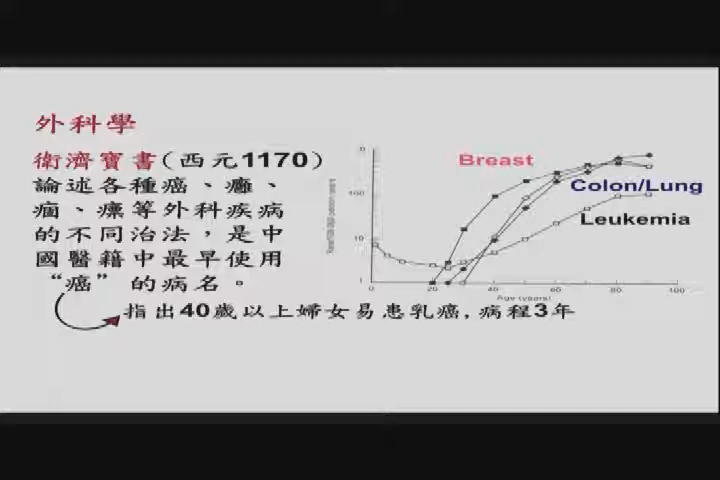 外科學
衛濟寶書(西元1170)
論述各種癌、癰、
痼、瘭等外科疾病
的不同治法，是中
國醫籍中最早使用
“癌”的病名。
指出40歲以上婦女易患乳癌,病程3年
Breast
Colon/Lung
Leukemia
0
100
10
1
0 20 40 60 80 100
Age (years)